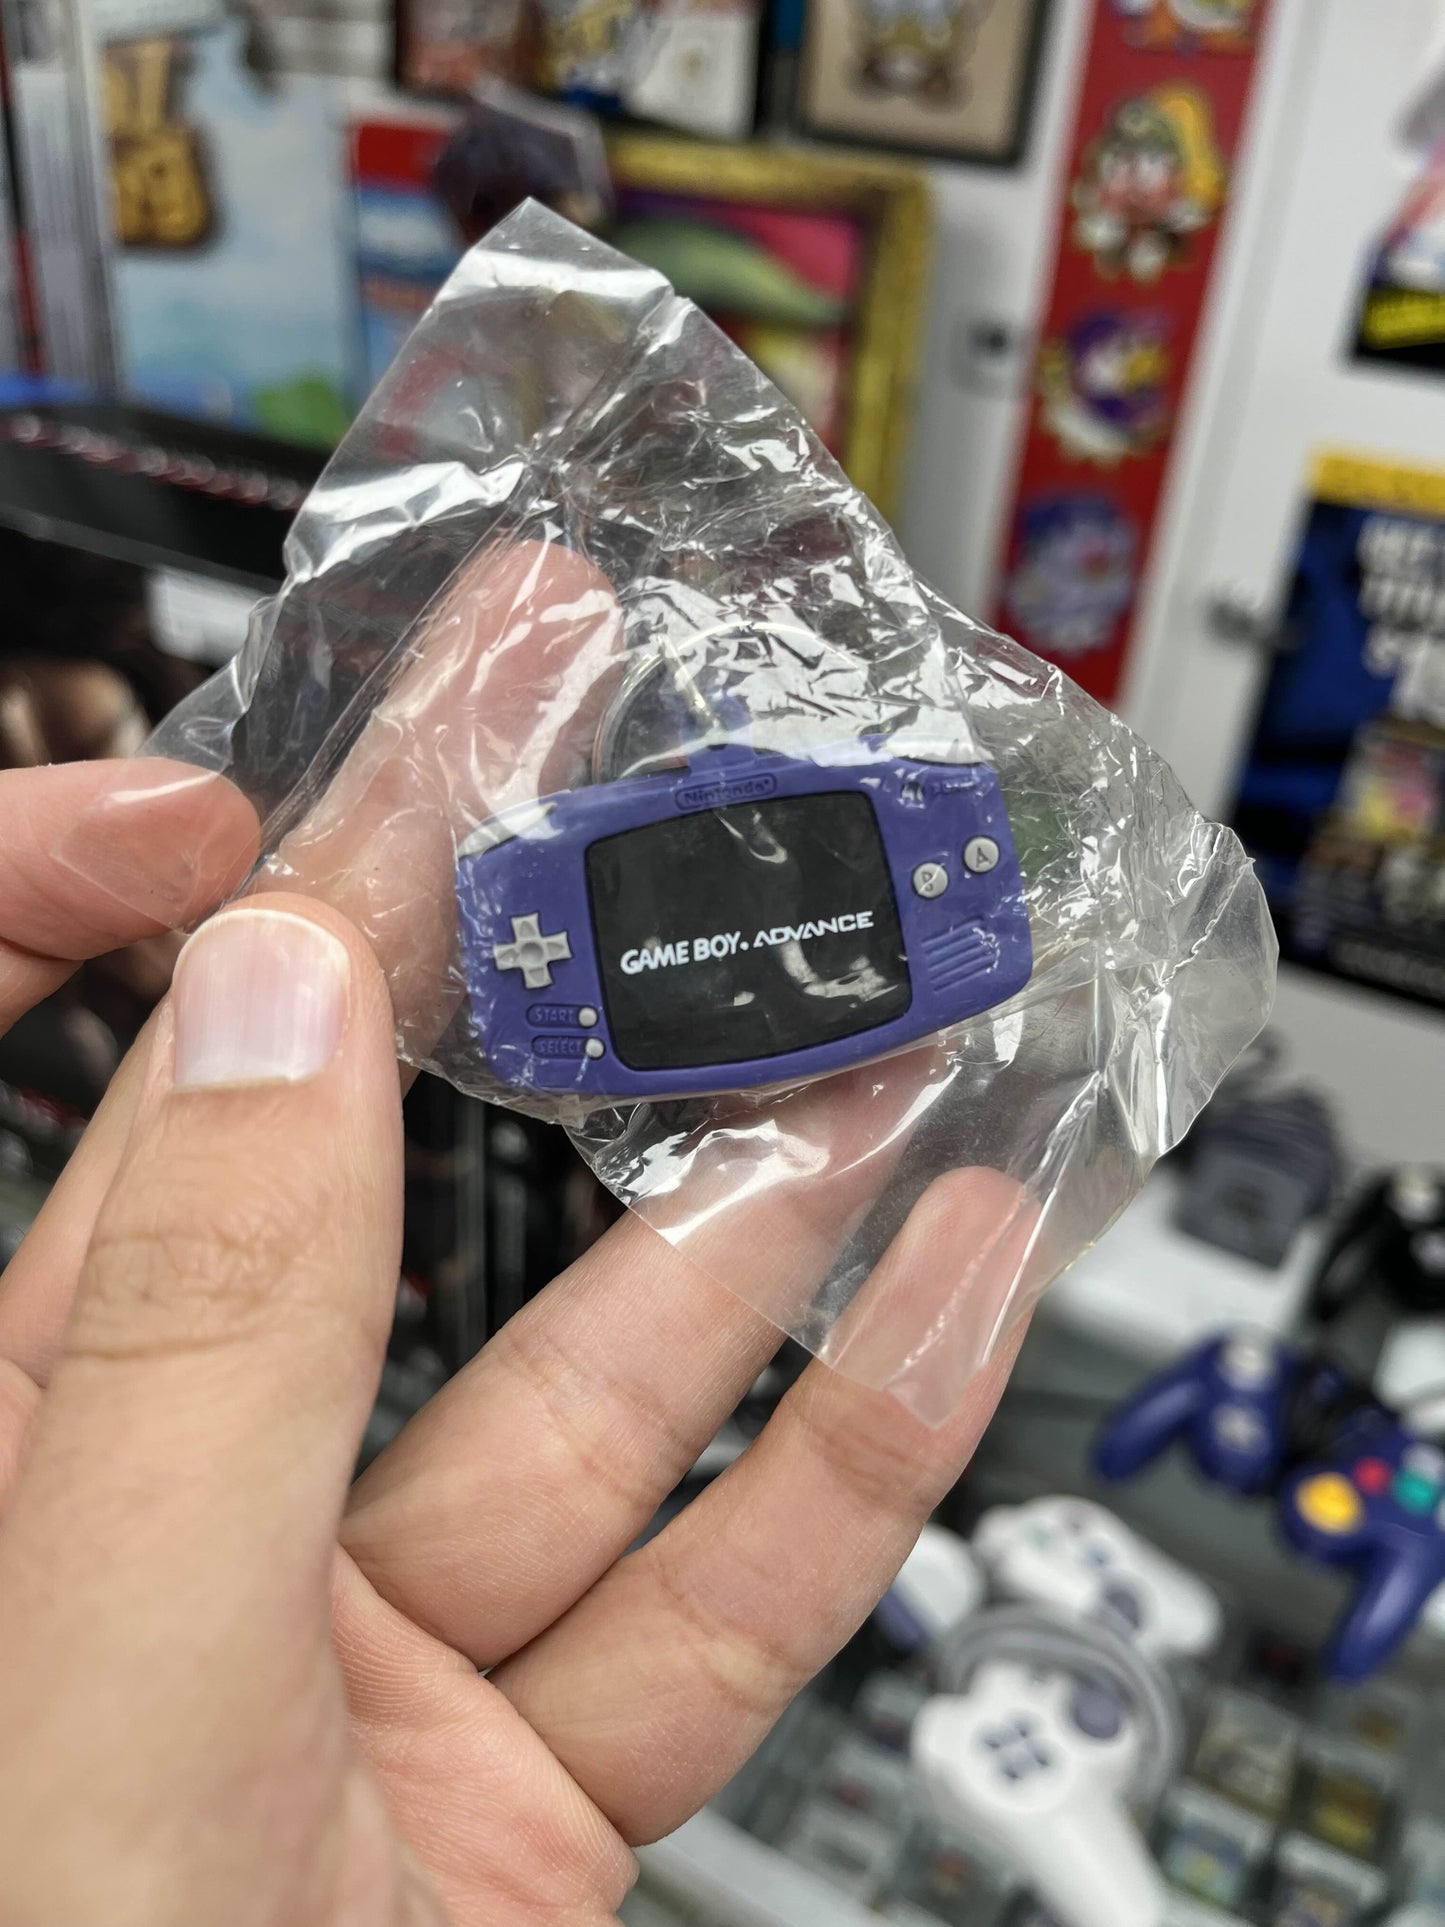 Nintendo
A
B
GAME BOY. ADVANCE
START
SELECT